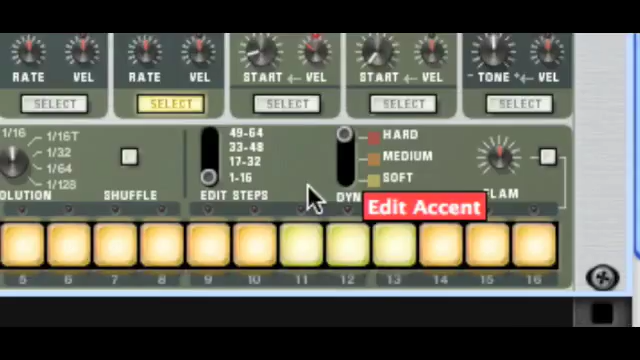 RATE VEL RATE VEL START ← VEL START ← VEL - TONE + ← VEL
SELECT SELECT SELECT SELECT SELECT
1/16 1/16T
1/32
1/64
1/128
OLUTION
SHUFFLE
49-64
33-48
17-32
1-16
EDIT STEPS
HARD
MEDIUM
SOFT
DYN
Edit Accent
LAM
5 6 7 8 9 10 11 12 13 14 15 16